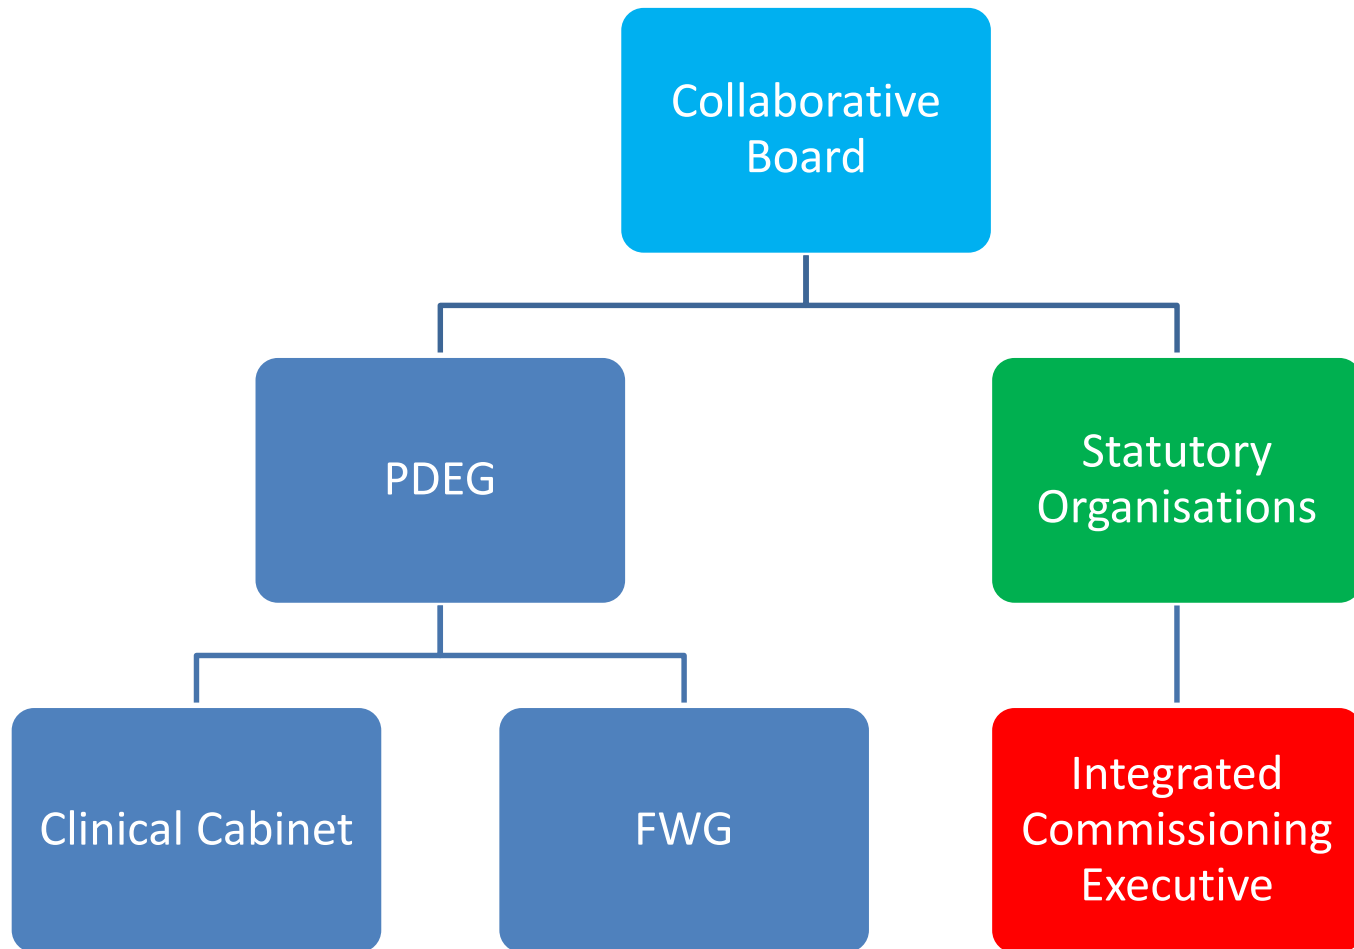 Collaborative
Board
PDEG
Statutory
Organisations
Clinical Cabinet
FWG
Integrated
Commissioning
Executive